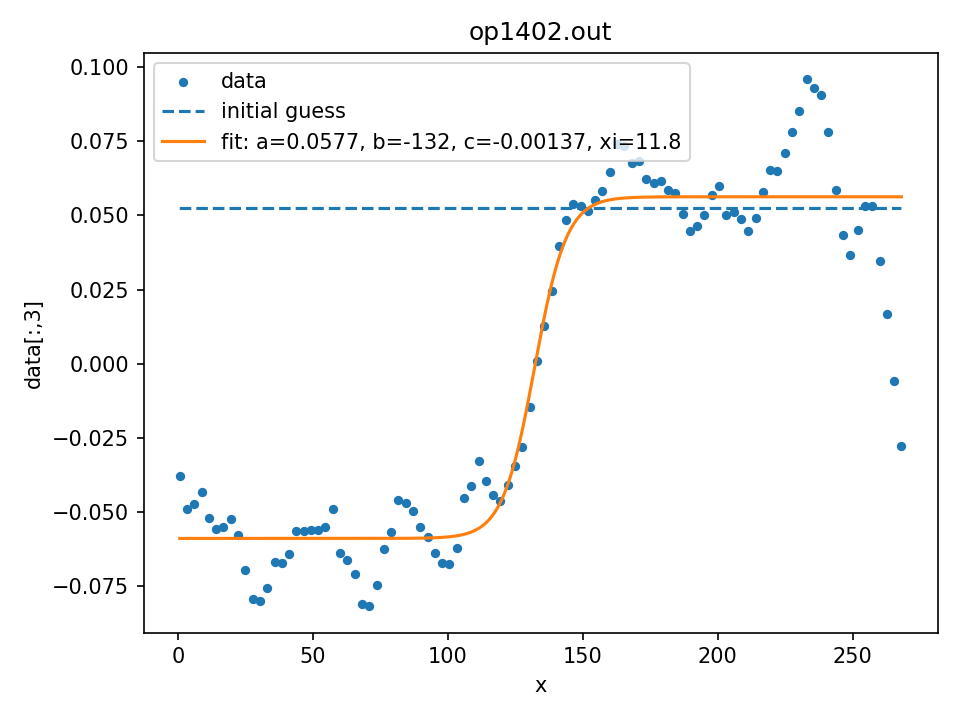 op1402.out
data
initial guess
fit: a=0.0577, b=-132, c=-0.00137, xi=11.8
0.100
0.075
0.050
0.025
0.000
−0.025
−0.050
−0.075
data[:,3]
0 50 100 150 200 250
x